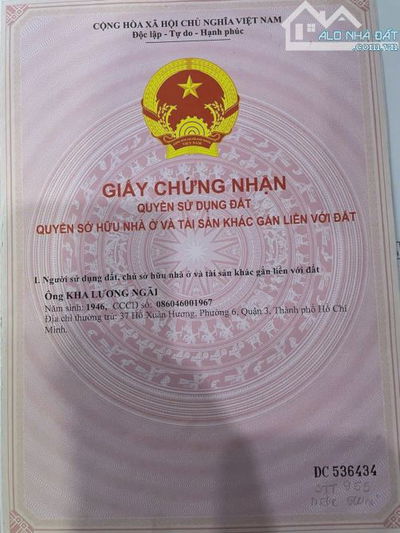 CỘNG HÒA XÃ HỘI CHỦ NGHĨA VIỆT NAM
Độc lập - Tự do - Hạnh phúc
ALO NHÀ ĐẤT
.com.vn
VIỆT NAM
GIẤY CHỨNG NHẬN
QUYỀN SỬ DỤNG ĐẤT
QUYỀN SỞ HỮU NHÀ Ở VÀ TÀI SẢN KHÁC GẮN LIỀN VỚI ĐẤT
I. Người sử dụng đất, chủ sở hữu nhà ở và tài sản khác gắn liền với đất
Ông KHA LƯƠNG NGÃI
Năm sinh: 1946, CCCD số: 086046001967
Địa chỉ thường trú: 37 Hồ Xuân Hương, Phường 6, Quận 3, Thành phố Hồ Chí
Minh.
DC 536434
STT 955